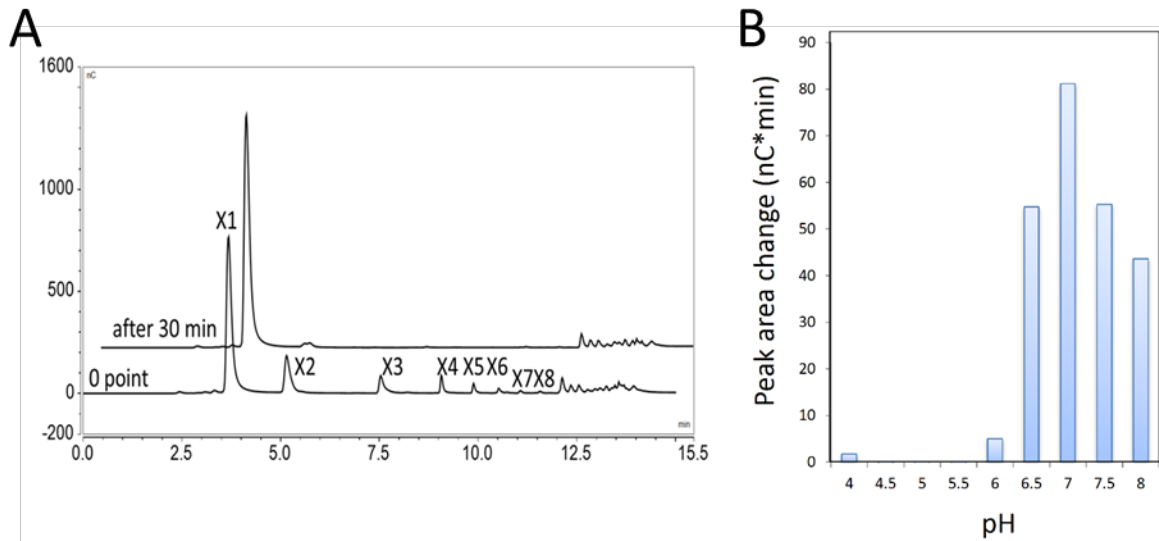 A
1600
nC
1000
500
0
-200
X1
after 30 min
0 point
X2
X3
X4 X5 X6
X7X8
min
0.0 2.5 5.0 7.5 10.0 12.5 15.5
B
Peak area change (nC*min)
90
80
70
60
50
40
30
20
10
0
4 4.5 5 5.5 6 6.5 7 7.5 8
pH